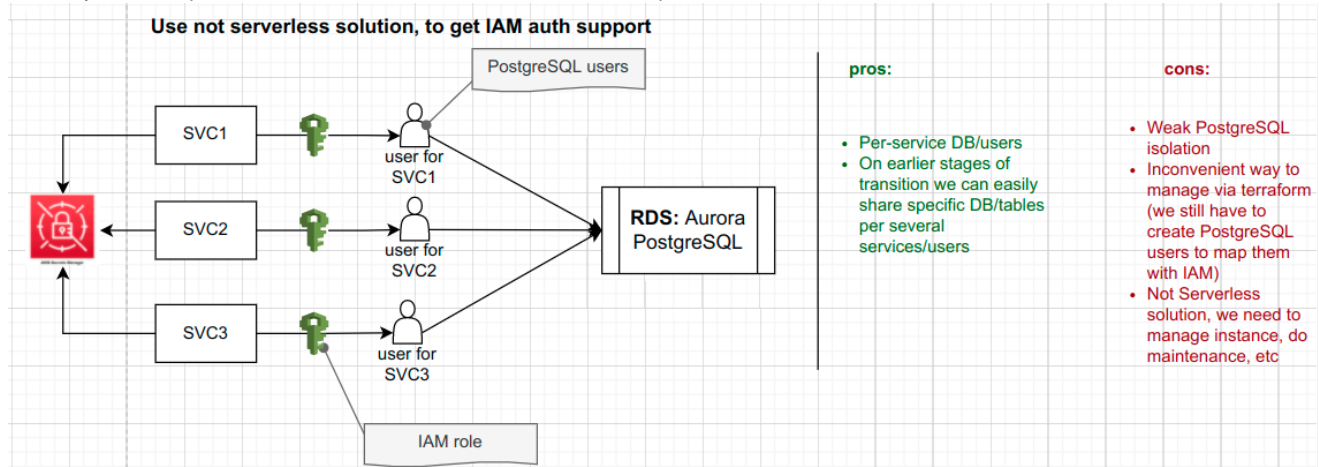 Use not serverless solution, to get IAM auth support
PostgreSQL users
SVC1
user for
SVC1
SVC2
user for
SVC2
SVC3
user for
SVC3
IAM role
RDS: Aurora
PostgreSQL
pros:
• Per-service DB/users
• On earlier stages of
transition we can easily
share specific DB/tables
per several
services/users
cons:
• Weak PostgreSQL
isolation
• Inconvenient way to
manage via terraform
(we still have to
create PostgreSQL
users to map them
with IAM)
• Not Serverless
solution, we need to
manage instance, do
maintenance, etc